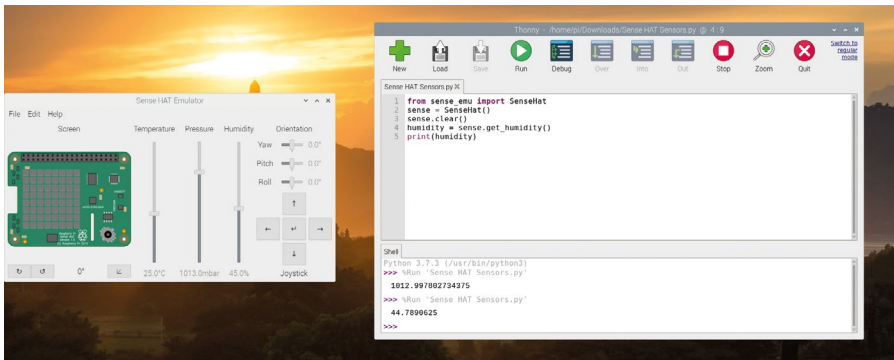 Sense HAT Emulator
File Edit Help
Screen
Temperature Pressure Humidity Orientation
Yaw 0.0°
Pitch 0.0°
Roll 0.0°
0°
25.0°C 1013.0mbar 45.0% Joystick
Thonny - /home/pi/Downloads/Sense HAT Sensors.py @ 4:9
New Load Save Run Debug Over Into Out Stop Zoom Quit
Switch to
regular
mode
Sense HAT Sensors.py
1 from sense_emu import SenseHat
2 sense = SenseHat()
3 sense.clear()
4 humidity = sense.get_humidity()
5 print(humidity)
Shell
Python 3.7.3 (/usr/bin/python3)
>>> %Run 'Sense HAT Sensors.py'
1012.997802734375
>>> %Run 'Sense HAT Sensors.py'
44.7890625
>>>